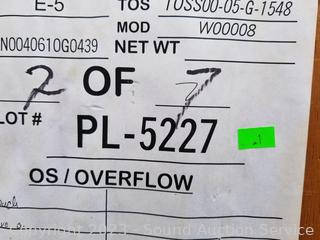 E-5 TOS TOSS00-05-G-1548
MOD W00008
N0040610G0439 NET WT
2 OF 7
LOT # PL-5227
OS / OVERFLOW
© 2023 - Sound Auction Service